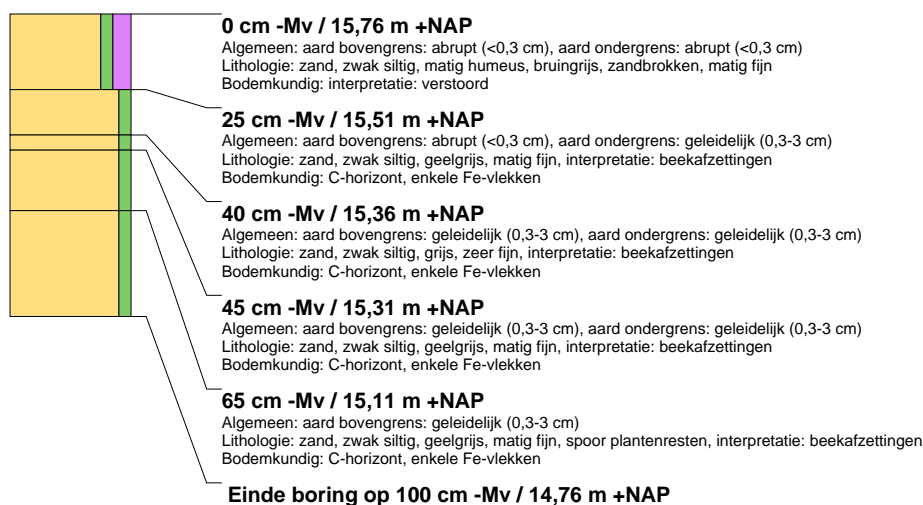 0 cm -Mv / 15,76 m +NAP
Algemeen: aard bovengrens: abrupt (<0,3 cm), aard ondergrens: abrupt (<0,3 cm)
Lithologie: zand, zwak siltig, matig humeus, bruingrijs, zandbrokken, matig fijn
Bodemkundig: interpretatie: verstoord
25 cm -Mv / 15,51 m +NAP
Algemeen: aard bovengrens: abrupt (<0,3 cm), aard ondergrens: geleidelijk (0,3-3 cm)
Lithologie: zand, zwak siltig, geelgrijs, matig fijn, interpretatie: beekafzettingen
Bodemkundig: C-horizont, enkele Fe-vlekken
40 cm -Mv / 15,36 m +NAP
Algemeen: aard bovengrens: geleidelijk (0,3-3 cm), aard ondergrens: geleidelijk (0,3-3 cm)
Lithologie: zand, zwak siltig, grijs, zeer fijn, interpretatie: beekafzettingen
Bodemkundig: C-horizont, enkele Fe-vlekken
45 cm -Mv / 15,31 m +NAP
Algemeen: aard bovengrens: geleidelijk (0,3-3 cm), aard ondergrens: geleidelijk (0,3-3 cm)
Lithologie: zand, zwak siltig, geelgrijs, matig fijn, interpretatie: beekafzettingen
Bodemkundig: C-horizont, enkele Fe-vlekken
65 cm -Mv / 15,11 m +NAP
Algemeen: aard bovengrens: geleidelijk (0,3-3 cm)
Lithologie: zand, zwak siltig, geelgrijs, matig fijn, spoor plantenresten, interpretatie: beekafzettingen
Bodemkundig: C-horizont, enkele Fe-vlekken
Einde boring op 100 cm -Mv / 14,76 m +NAP